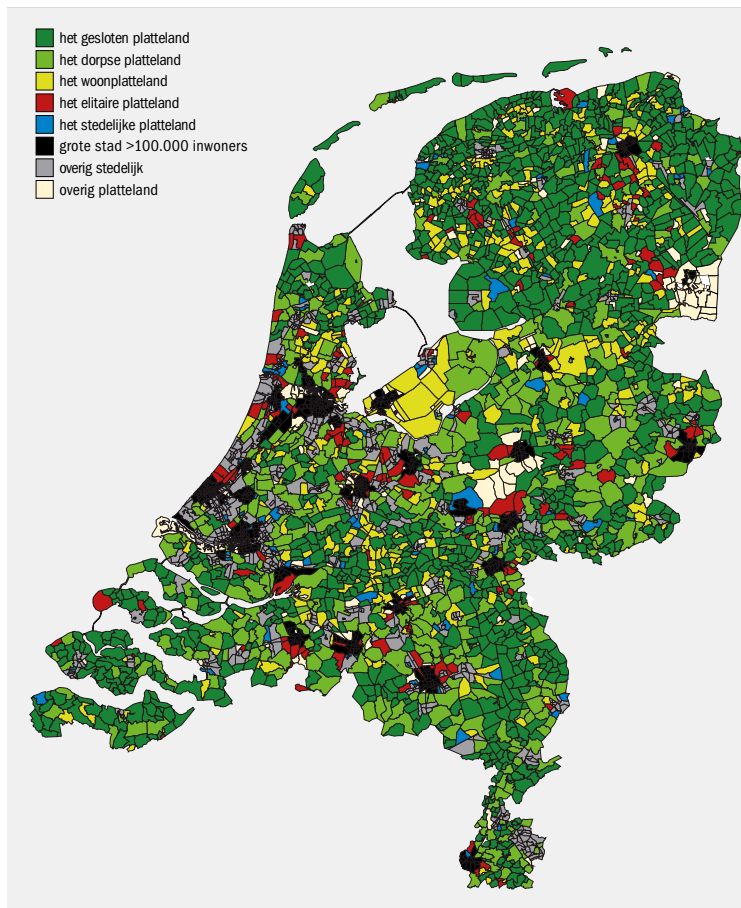 het gesloten platteland
het dorpse platteland
het woonplatteland
het elitaire platteland
het stedelijke platteland
grote stad >100.000 inwoners
overig stedelijk
overig platteland